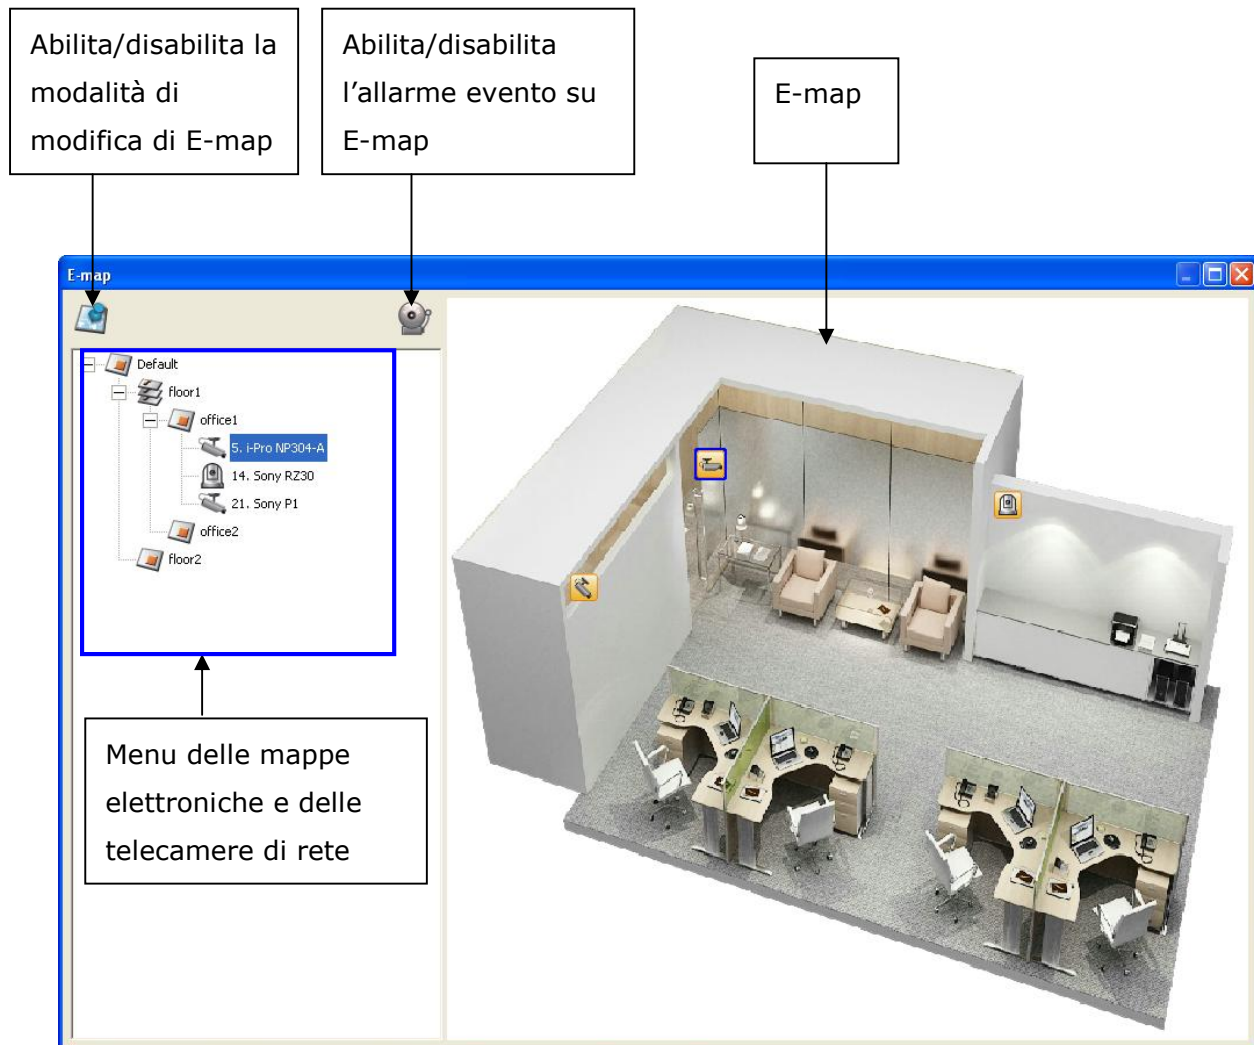 Abilita/disabilita la
modalità di
modifica di E-map
Abilita/disabilita
l’allarme evento su
E-map
E-map
E-map
Default
floor1
office1
5. i-Pro NP304-A
14. Sony RZ30
21. Sony P1
office2
floor2
Menu delle mappe
elettroniche e delle
telecamere di rete